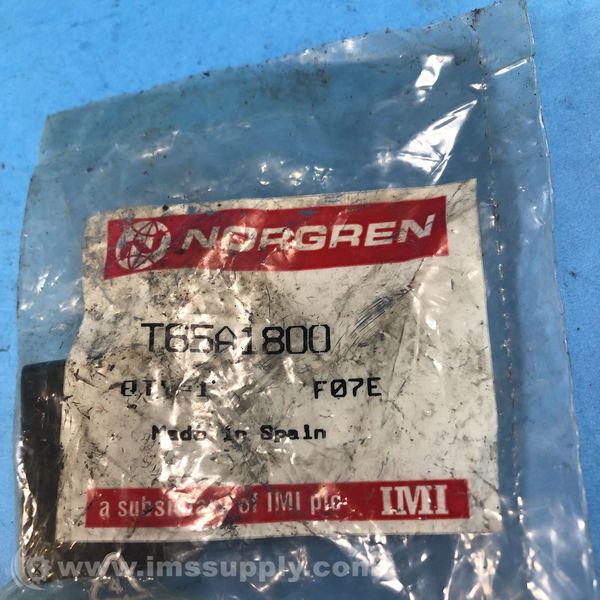 NORGREN
T65A1800
QTY-1 F07E
Made in Spain
a subsidiary of IMI plc IMI
www.imssupply.com